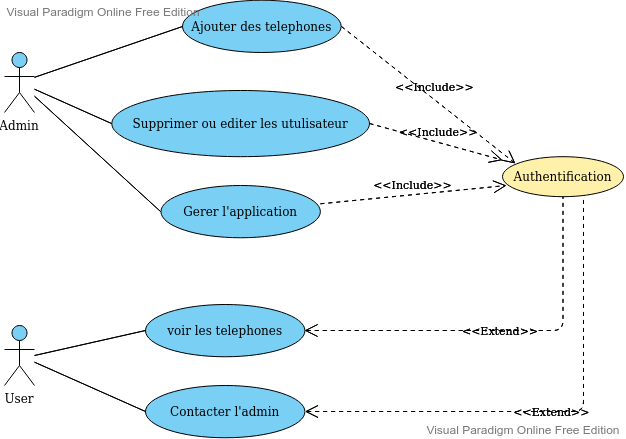 Visual Paradigm Online Free Edition
Ajouter des telephones
<<Include>>
Admin
Supprimer ou editer les utulisateur
<<Include>>
Authentification
<<Include>>
Gerer l'application
voir les telephones
<<Extend>>
User
Contacter l'admin
<<Extend>>
Visual Paradigm Online Free Edition